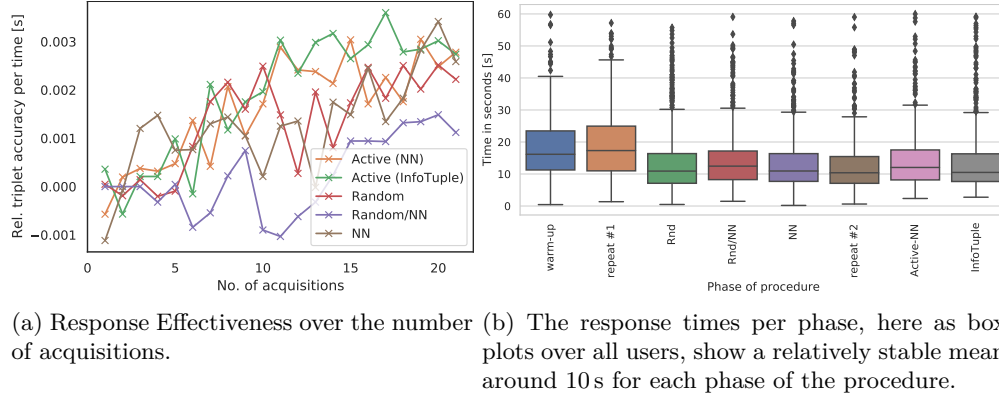 Rel. triplet accuracy per time [s]
0.003
0.002
0.001
0.000
−0.001
0
5
10
15
20
No. of acquisitions
Active (NN)
Active (InfoTuple)
Random
Random/NN
NN
Time in seconds [s]
60
50
40
30
20
10
0
warm-up
repeat #1
Rnd
Rnd/NN
NN
repeat #2
Active-NN
InfoTuple
Phase of procedure
(a) Response Effectiveness over the number
of acquisitions.
(b) The response times per phase, here as box
plots over all users, show a relatively stable mean
around 10 s for each phase of the procedure.